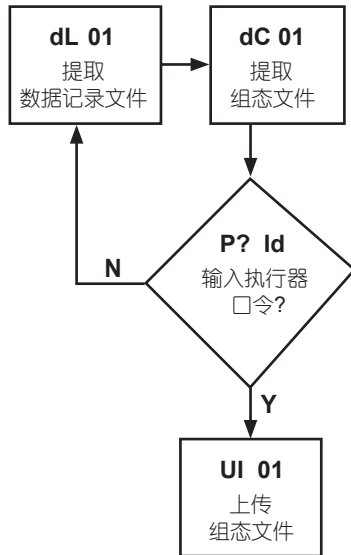 dL 01
提取
数据记录文件
dC 01
提取
组态文件
P? Id
输入执行器
口令?
N
Y
UI 01
上传
组态文件